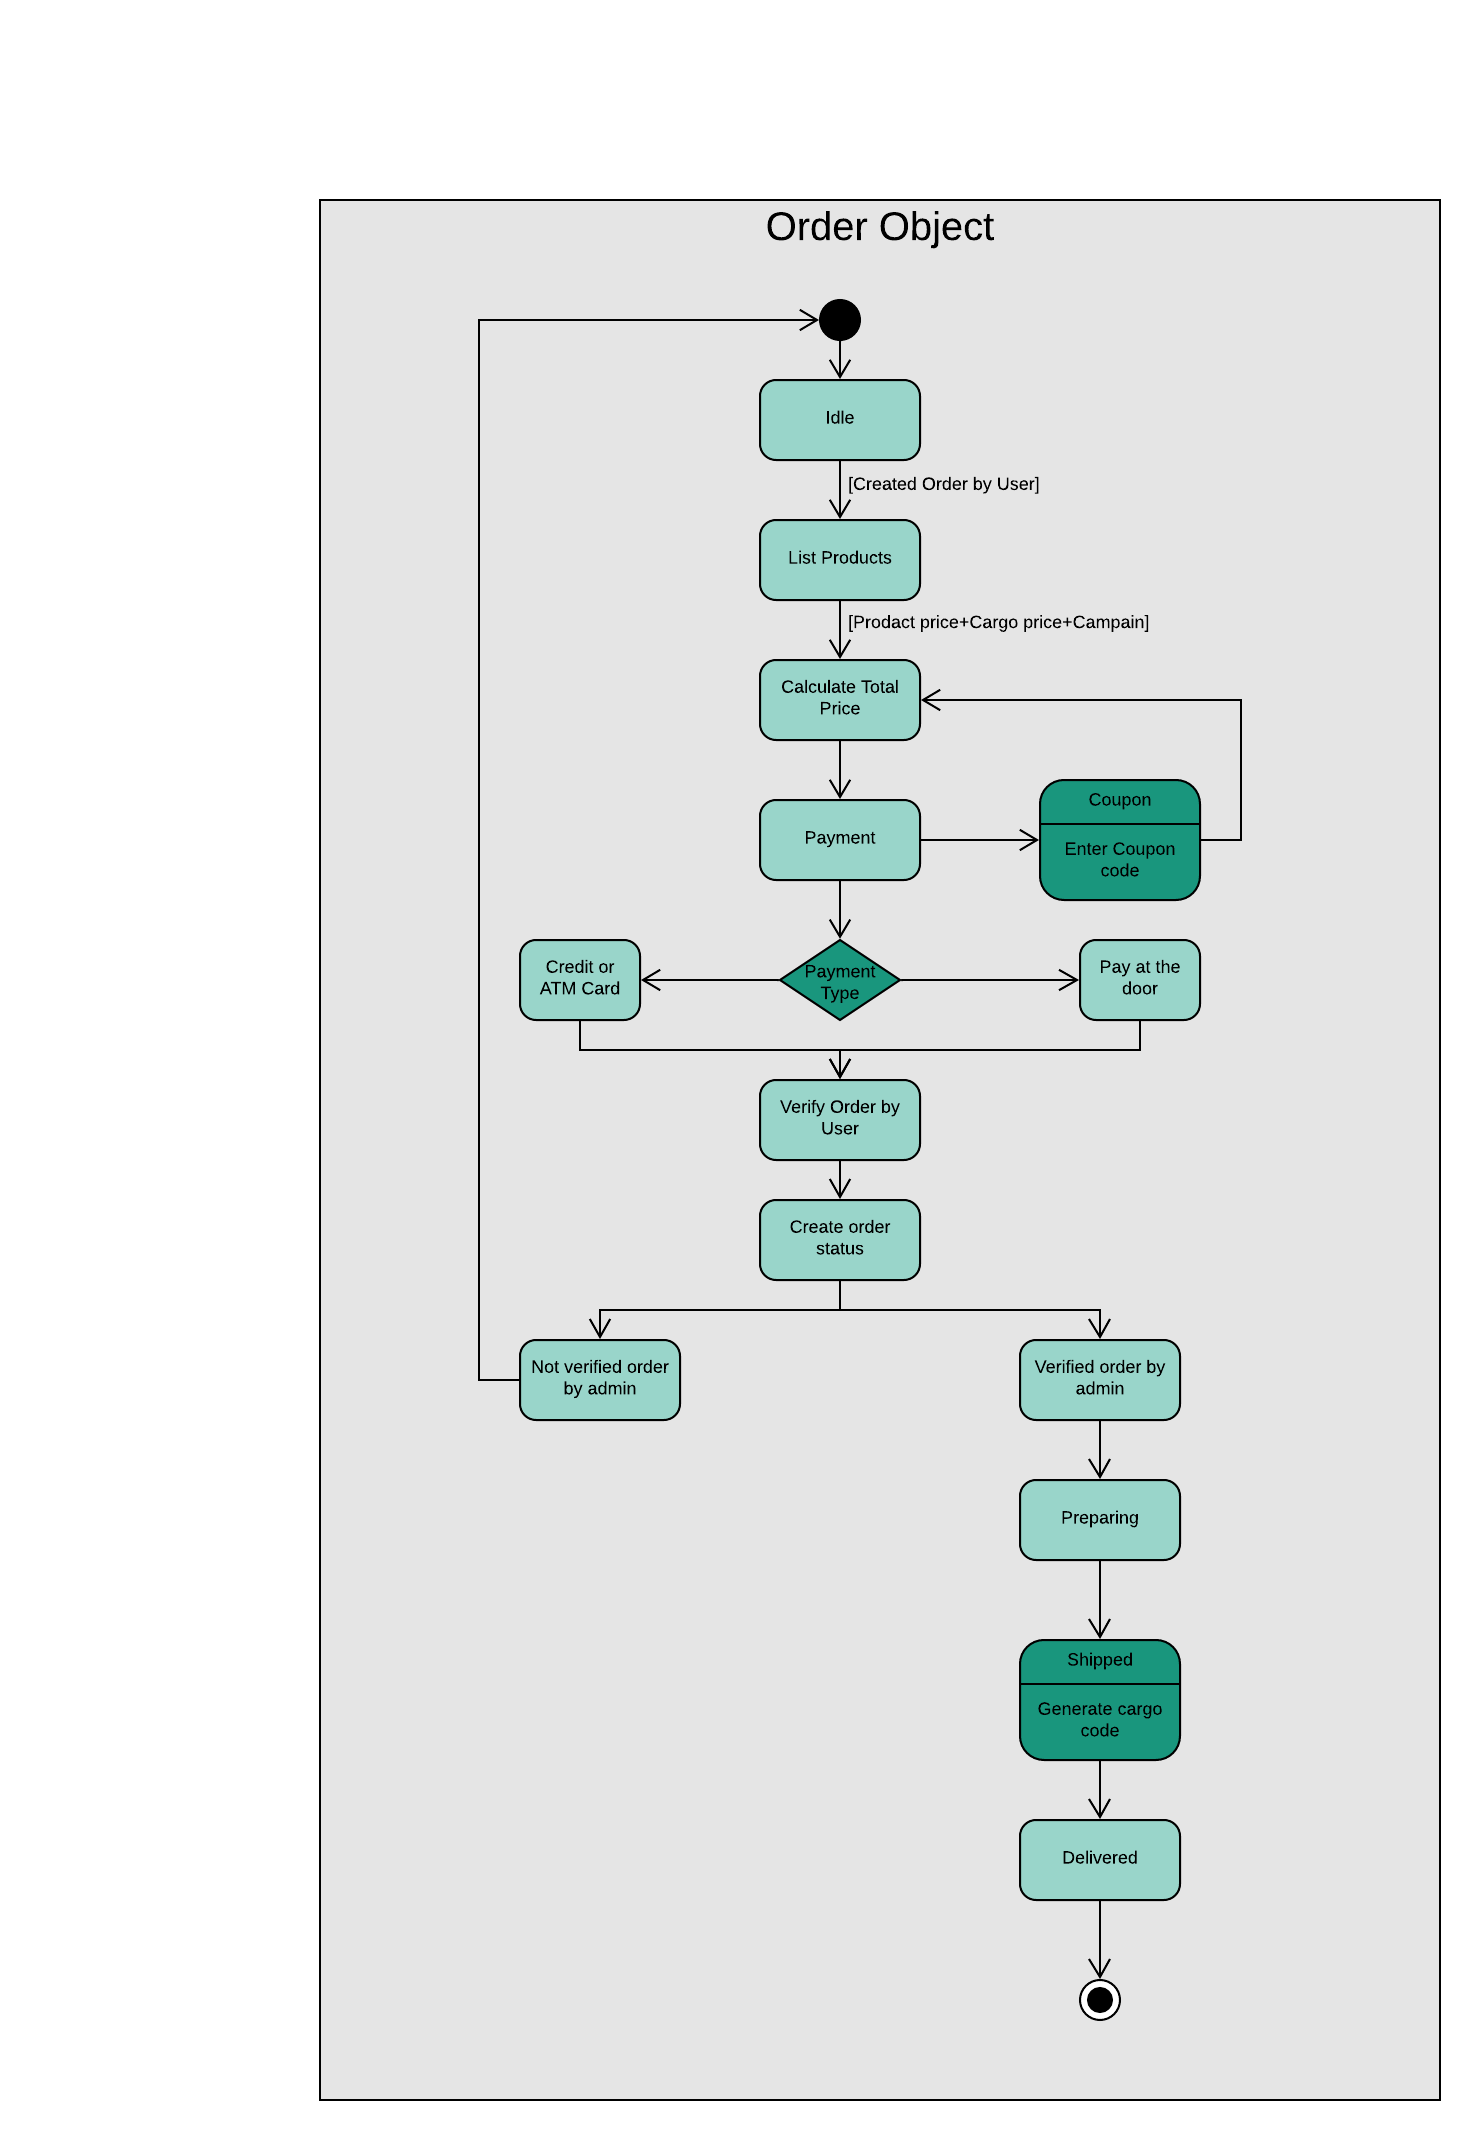 Order Object
Idle
[Created Order by User]
List Products
[Prodact price+Cargo price+Campain]
Calculate Total
Price
Payment
Coupon
Enter Coupon
code
Credit or
ATM Card
Payment
Type
Pay at the
door
Verify Order by
User
Create order
status
Not verified order
by admin
Verified order by
admin
Preparing
Shipped
Generate cargo
code
Delivered